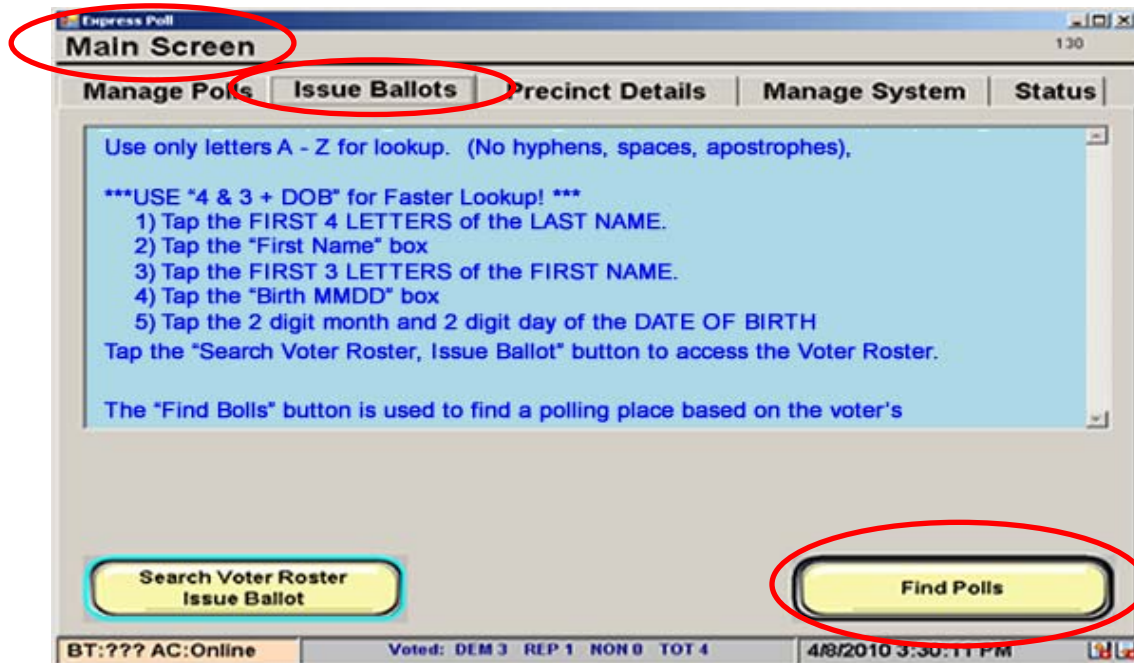 Express Poll
Main Screen 130
Manage Polls Issue Ballots Precinct Details Manage System Status
Use only letters A - Z for lookup. (No hyphens, spaces, apostrophes),
***USE "4 & 3 + DOB" for Faster Lookup! ***
1) Tap the FIRST 4 LETTERS of the LAST NAME.
2) Tap the "First Name" box
3) Tap the FIRST 3 LETTERS of the FIRST NAME.
4) Tap the "Birth MMDD" box
5) Tap the 2 digit month and 2 digit day of the DATE OF BIRTH
Tap the "Search Voter Roster, Issue Ballot" button to access the Voter Roster.
The "Find Bolls" button is used to find a polling place based on the voter's
Search Voter Roster
Issue Ballot
Find Polls
BT:??? AC:Online Voted: DEM 3 REP 1 NON 0 TOT 4 4/8/2010 3:30:11 PM